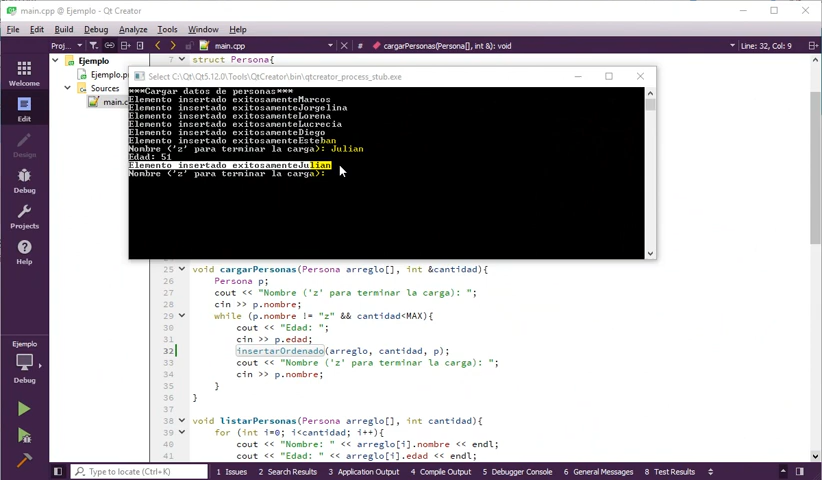 main.cpp @ Ejemplo - Qt Creator
File Edit Build Debug Analyze Tools Window Help
Proj... main.cpp # cargarPersonas(Persona[], int &): void Line: 32, Col: 9
Welcome
Edit
Design
Debug
Projects
Help
Ejemplo
Debug
Ejemplo
Ejemplo.p
Sources
main.c
7 struct Persona{
Select C:\Qt\Qt5.12.0\Tools\QtCreator\bin\qtcreator_process_stub.exe
***Cargar datos de personas***
Elemento insertado exitosamenteMarcos
Elemento insertado exitosamenteJorgelina
Elemento insertado exitosamenteLorena
Elemento insertado exitosamenteLucrecia
Elemento insertado exitosamenteDiego
Elemento insertado exitosamenteEsteban
Nombre ('z' para terminar la carga): Julian
Edad: 51
Elemento insertado exitosamenteJulian
Nombre ('z' para terminar la carga):
25 void cargarPersonas(Persona arreglo[], int &cantidad){
26 Persona p;
27 cout << "Nombre ('z' para terminar la carga): ";
28 cin >> p.nombre;
29 while (p.nombre != "z" && cantidad<MAX){
30 cout << "Edad: ";
31 cin >> p.edad;
32 insertarOrdenado(arreglo, cantidad, p);
33 cout << "Nombre ('z' para terminar la carga): ";
34 cin >> p.nombre;
35 }
36 }
37
38 void listarPersonas(Persona arreglo[], int cantidad){
39 for (int i=0; i<cantidad; i++){
40 cout << "Nombre: " << arreglo[i].nombre << endl;
41 cout << "Edad: " << arreglo[i].edad << endl;
Type to locate (Ctrl+K) 1 Issues 2 Search Results 3 Application Output 4 Compile Output 5 Debugger Console 6 General Messages 8 Test Results